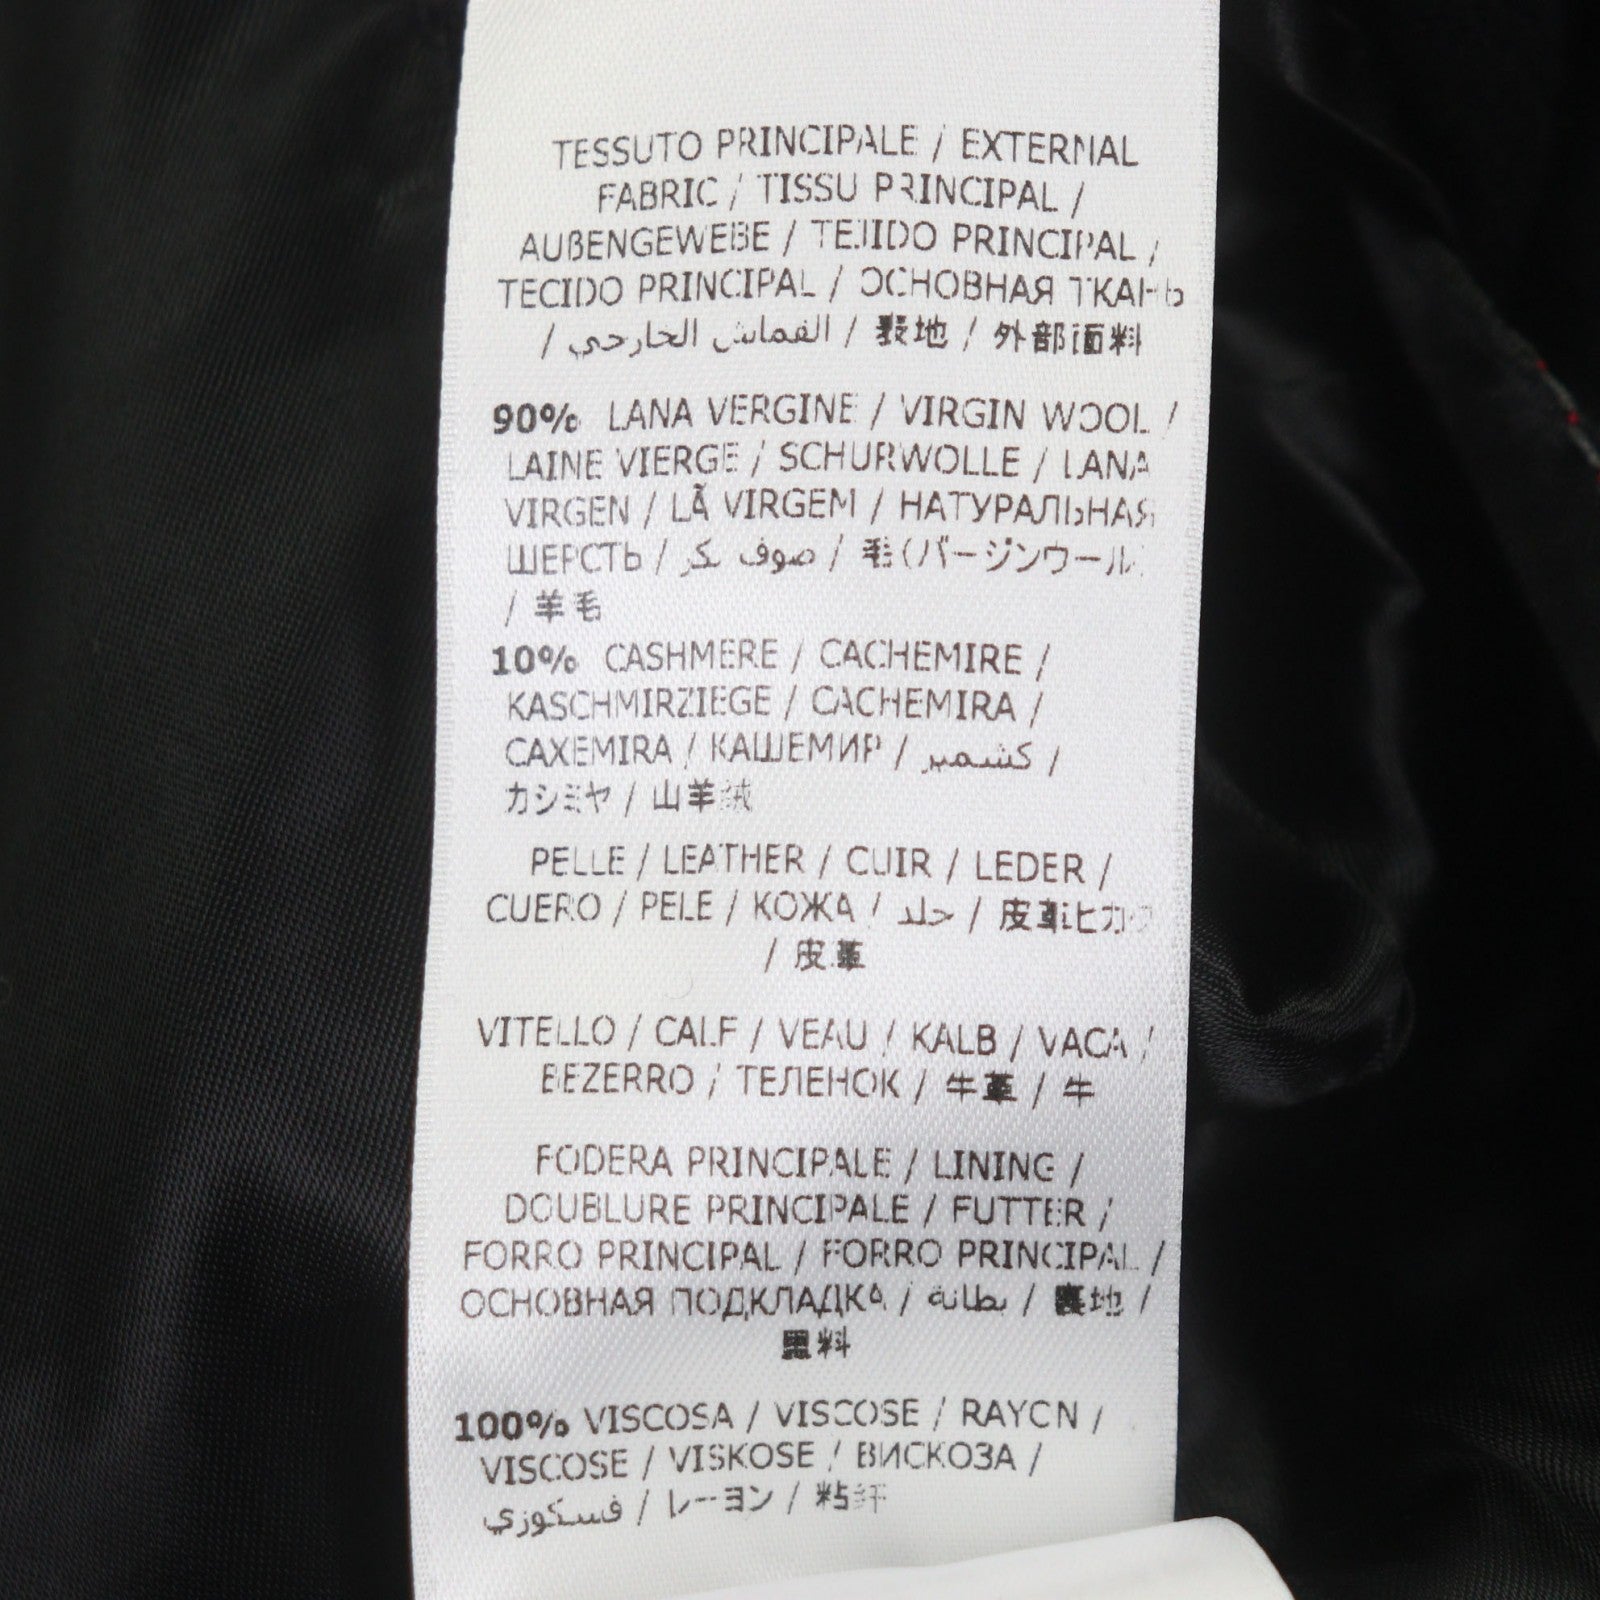 TESSUTO PRINCIPALE / EXTERNAL
FABRIC / TISSU PRINCIPAL /
AUßENGEWEBE / TEJIDO PRINCIPAL /
TECIDO PRINCIPAL / ОСНОВНАЯ ТКАНЬ
/ القماش الخارجي / 表地 / 外部面料
90% LANA VERGINE / VIRGIN WOOL /
LAINE VIERGE / SCHURWOLLE / LANA
VIRGEN / LÃ VIRGEM / НАТУРАЛЬНАЯ
ШЕРСТЬ / صوف بكر / 毛(バージンウール)
/ 羊毛
10% CASHMERE / CACHEMIRE /
KASCHMIRZIEGE / CACHEMIRA /
CAXEMIRA / КАШЕМИР / كشمير /
カシミヤ / 山羊绒
PELLE / LEATHER / CUIR / LEDER /
CUERO / PELE / КОЖА / جلد / 皮革
/ 皮革
VITELLO / CALF / VEAU / KALB / VACA /
BEZERRO / ТЕЛЕНОК / 牛革 / 牛
FODERA PRINCIPALE / LINING /
DOUBLURE PRINCIPALE / FUTTER /
FORRO PRINCIPAL / FORRO PRINCIPAL /
ОСНОВНАЯ ПОДКЛАДКА / بطانة / 裏地 /
里料
100% VISCOSA / VISCOSE / RAYON /
VISCOSE / VISKOSE / ВИСКОЗА /
فسكوزي / レーヨン / 粘纤